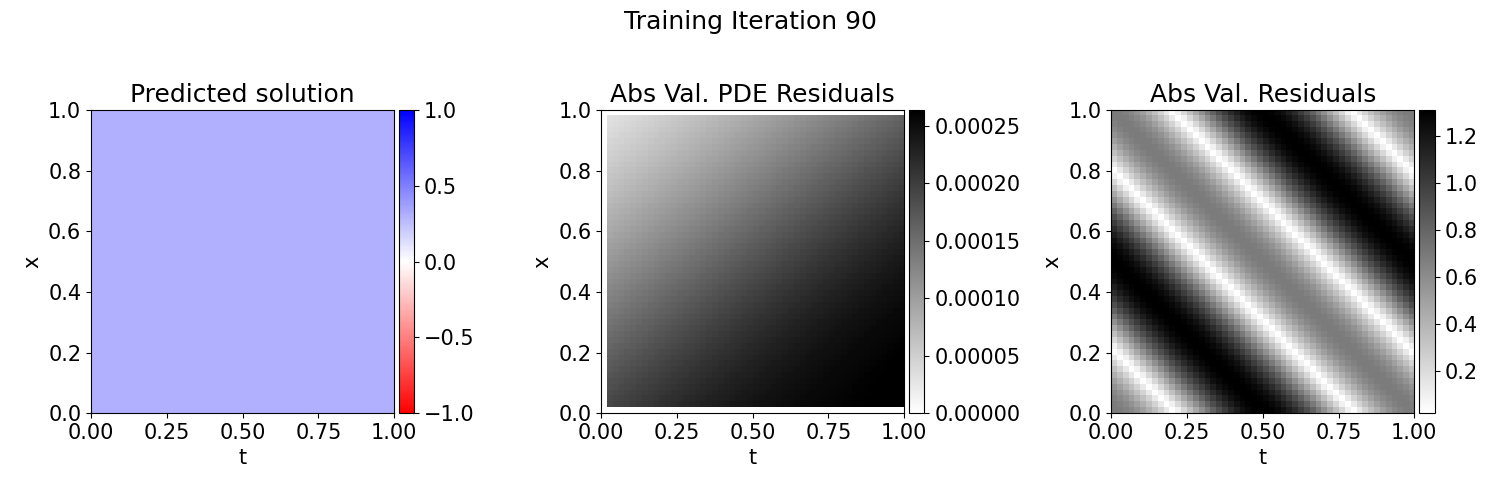 Training Iteration 90
Predicted solution
1.0
0.8
0.6
0.4
0.2
0.0
x
0.00 0.25 0.50 0.75 1.00
t
1.0
0.5
0.0
−0.5
−1.0
Abs Val. PDE Residuals
1.0
0.8
0.6
0.4
0.2
0.0
x
0.00 0.25 0.50 0.75 1.00
t
0.00025
0.00020
0.00015
0.00010
0.00005
0.00000
Abs Val. Residuals
1.0
0.8
0.6
0.4
0.2
0.0
x
0.00 0.25 0.50 0.75 1.00
t
1.2
1.0
0.8
0.6
0.4
0.2